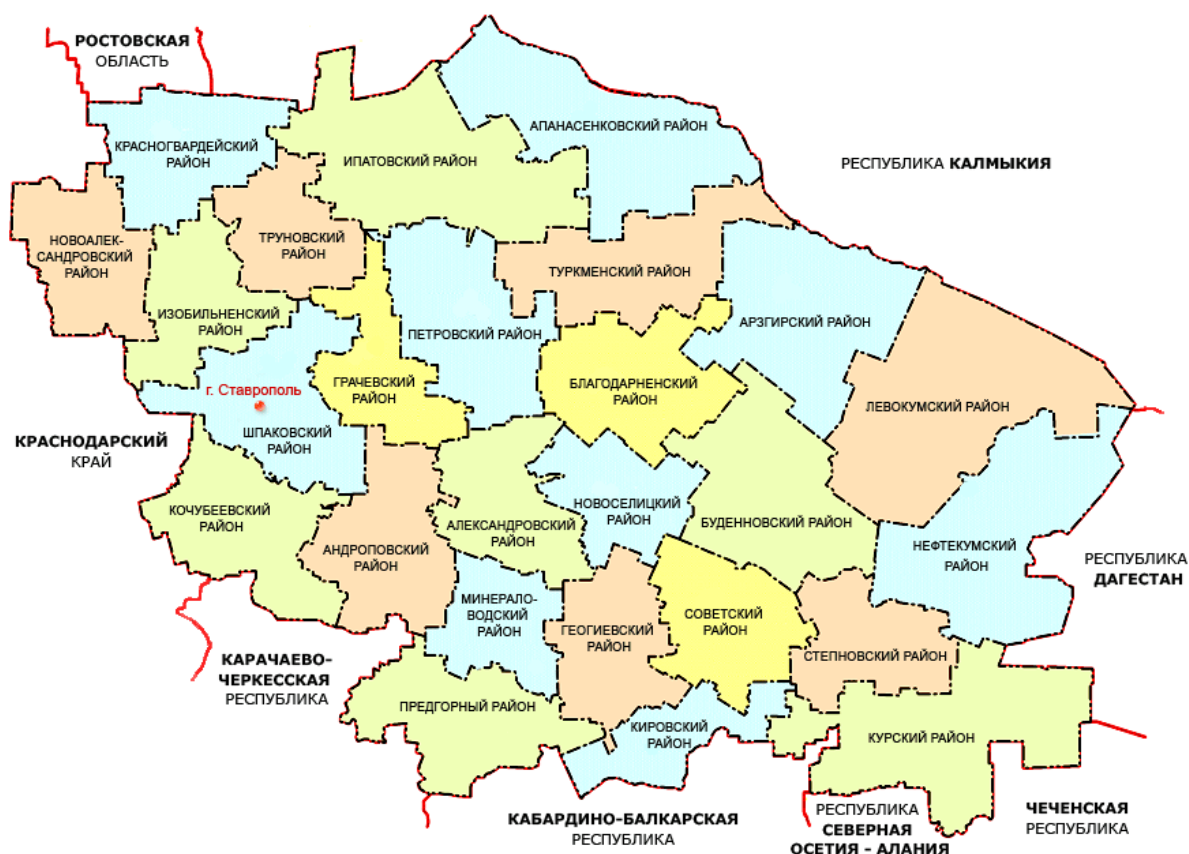 РОСТОВСКАЯ
ОБЛАСТЬ
КРАСНОГВАРДЕЙСКИЙ
РАЙОН
АПАНАСЕНКОВСКИЙ РАЙОН
ИПАТОВСКИЙ РАЙОН
РЕСПУБЛИКА КАЛМЫКИЯ
НОВОАЛЕК-
САНДРОВСКИЙ
РАЙОН
ТРУНОВСКИЙ
РАЙОН
ТУРКМЕНСКИЙ РАЙОН
ИЗОБИЛЬНЕНСКИЙ
РАЙОН
ПЕТРОВСКИЙ РАЙОН
АРЗГИРСКИЙ РАЙОН
г. Ставрополь
ГРАЧЕВСКИЙ
РАЙОН
БЛАГОДАРНЕНСКИЙ
РАЙОН
ЛЕВОКУМСКИЙ РАЙОН
КРАСНОДАРСКИЙ
КРАЙ
ШПАКОВСКИЙ
РАЙОН
КОЧУБЕЕВСКИЙ
РАЙОН
АНДРОПОВСКИЙ
РАЙОН
АЛЕКСАНДРОВСКИЙ
РАЙОН
НОВОСЕЛИЦКИЙ
РАЙОН
БУДЕННОВСКИЙ РАЙОН
НЕФТЕКУМСКИЙ
РАЙОН
РЕСПУБЛИКА
ДАГЕСТАН
МИНЕРАЛО-
ВОДСКИЙ
РАЙОН
ГЕОГИЕВСКИЙ
РАЙОН
СОВЕТСКИЙ
РАЙОН
СТЕПНОВСКИЙ РАЙОН
КАРАЧАЕВО-
ЧЕРКЕССКАЯ
РЕСПУБЛИКА
ПРЕДГОРНЫЙ РАЙОН
КИРОВСКИЙ
РАЙОН
КУРСКИЙ РАЙОН
КАБАРДИНО-БАЛКАРСКАЯ
РЕСПУБЛИКА
РЕСПУБЛИКА
СЕВЕРНАЯ
ОСЕТИЯ - АЛАНИЯ
ЧЕЧЕНСКАЯ
РЕСПУБЛИКА